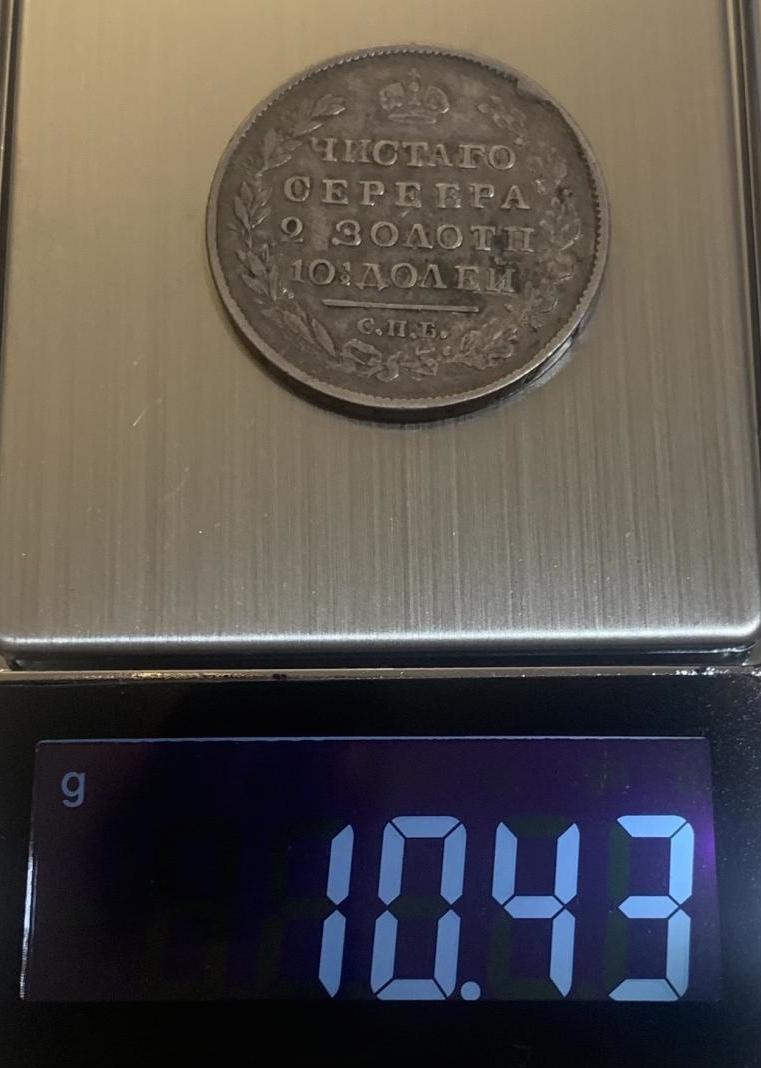 ЧИСТАГО
СЕРЕБРА
2 ЗОЛОТН
10½ ДОЛЕЙ
С.П.Б.
g
10.43